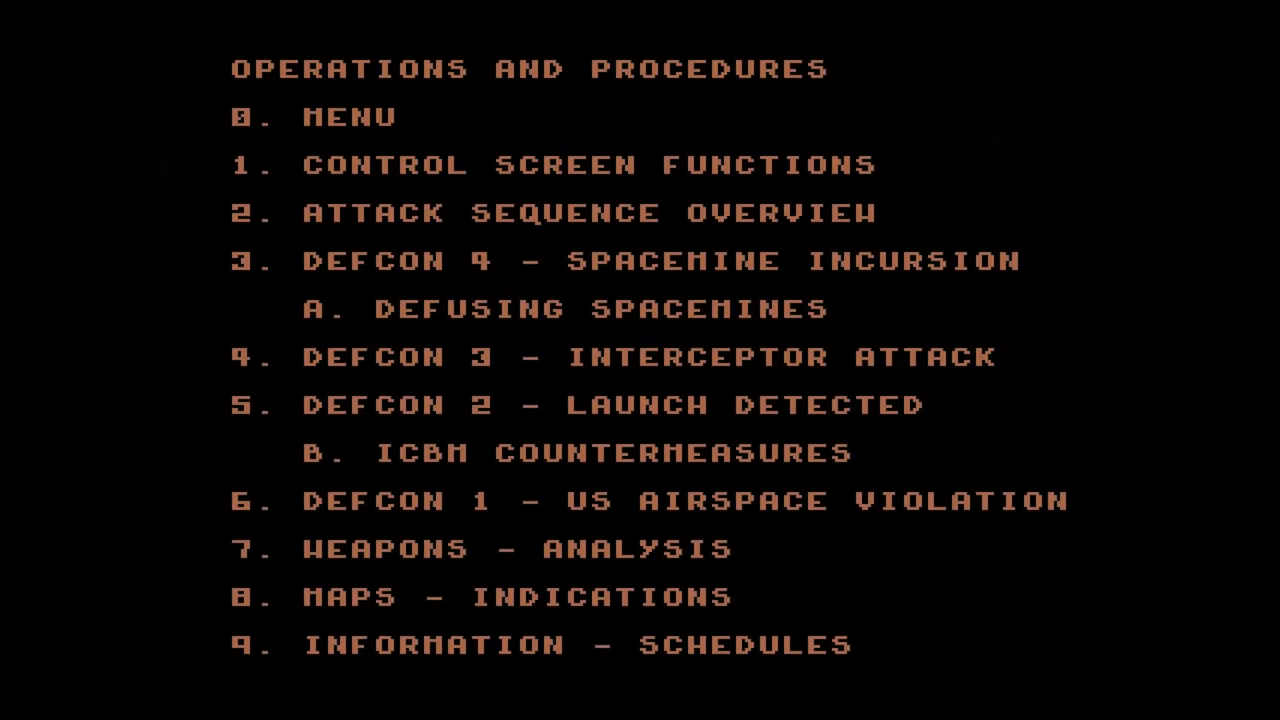 OPERATIONS AND PROCEDURES
0. MENU
1. CONTROL SCREEN FUNCTIONS
2. ATTACK SEQUENCE OVERVIEW
3. DEFCON 4 - SPACEMINE INCURSION
A. DEFUSING SPACEMINES
4. DEFCON 3 - INTERCEPTOR ATTACK
5. DEFCON 2 - LAUNCH DETECTED
B. ICBM COUNTERMEASURES
6. DEFCON 1 - US AIRSPACE VIOLATION
7. WEAPONS - ANALYSIS
8. MAPS - INDICATIONS
9. INFORMATION - SCHEDULES